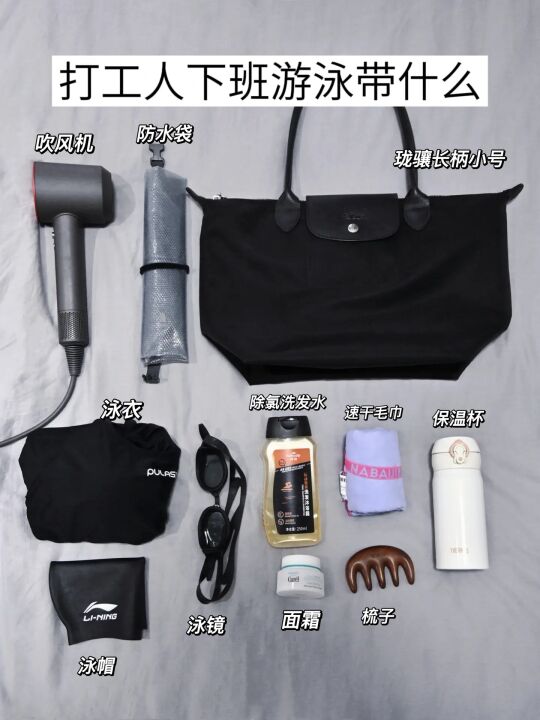 打工人下班游泳带什么
吹风机
防水袋
珑骧长柄小号
泳衣
除氯洗发水
速干毛巾
保温杯
PULAS
NABAIJI
250ml
LI-NING
Curél
泳帽
泳镜
面霜
梳子